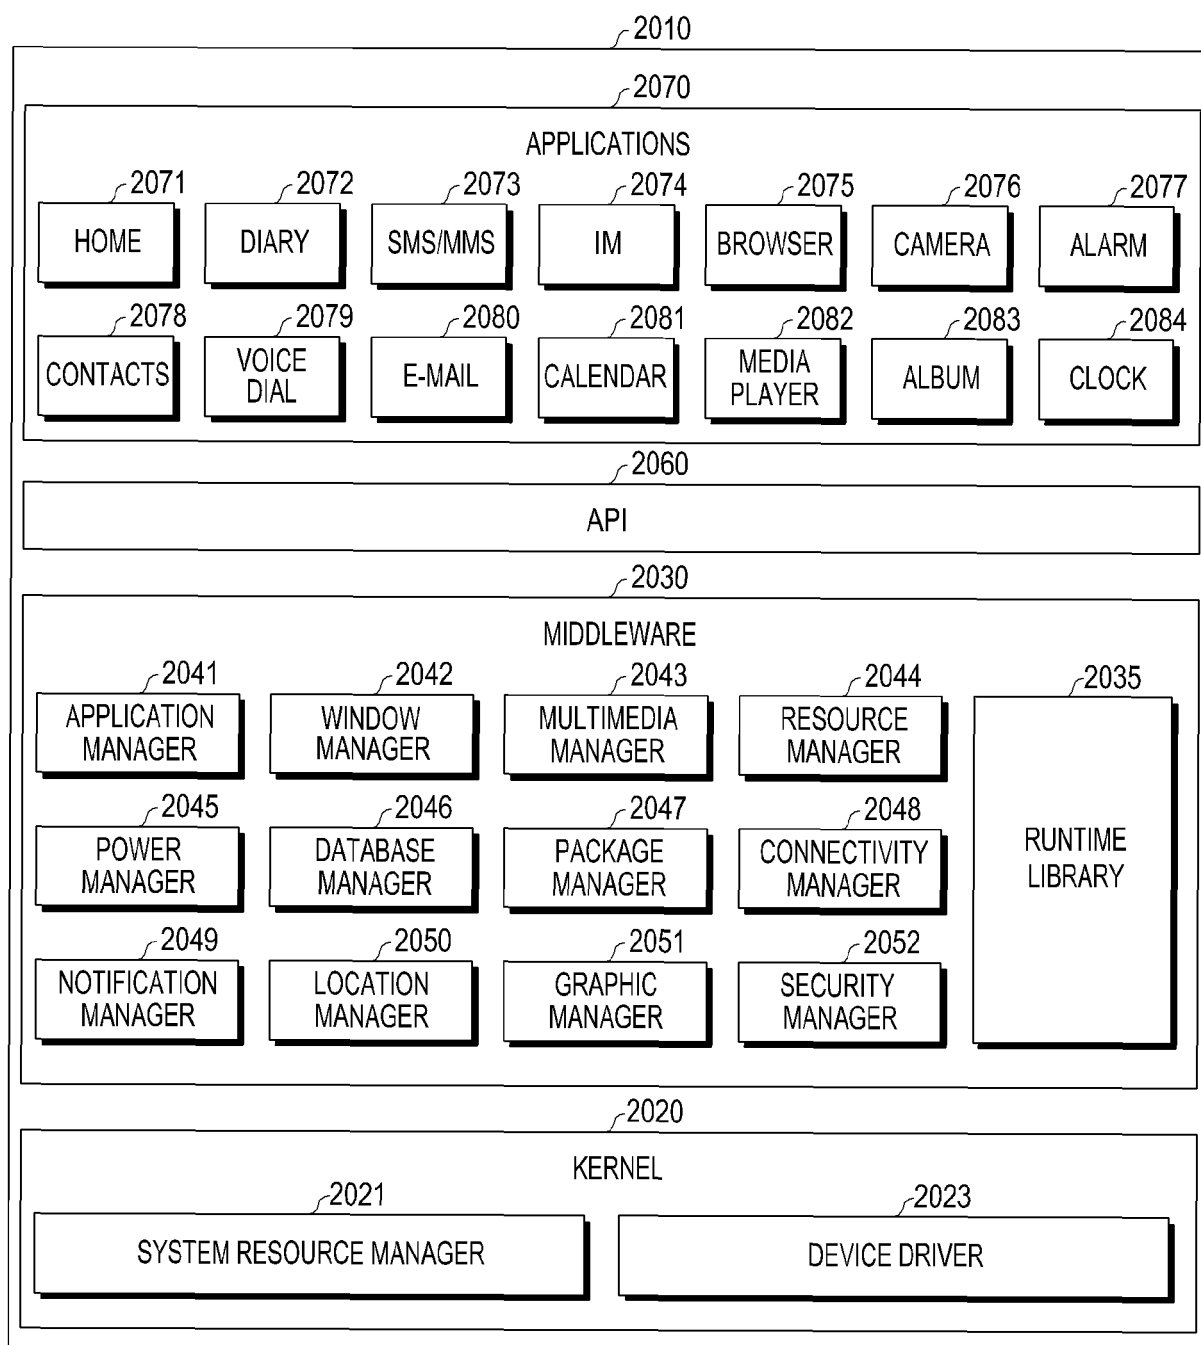 2010
2070
APPLICATIONS
2071 2072 2073 2074 2075 2076 2077
HOME DIARY SMS/MMS IM BROWSER CAMERA ALARM
2078 2079 2080 2081 2082 2083 2084
CONTACTS VOICE DIAL E-MAIL CALENDAR MEDIA PLAYER ALBUM CLOCK
2060
API
2030
MIDDLEWARE
2041 2042 2043 2044 2035
APPLICATION MANAGER WINDOW MANAGER MULTIMEDIA MANAGER RESOURCE MANAGER
2045 2046 2047 2048
POWER MANAGER DATABASE MANAGER PACKAGE MANAGER CONNECTIVITY MANAGER RUNTIME LIBRARY
2049 2050 2051 2052
NOTIFICATION MANAGER LOCATION MANAGER GRAPHIC MANAGER SECURITY MANAGER
2020
KERNEL
2021 2023
SYSTEM RESOURCE MANAGER DEVICE DRIVER